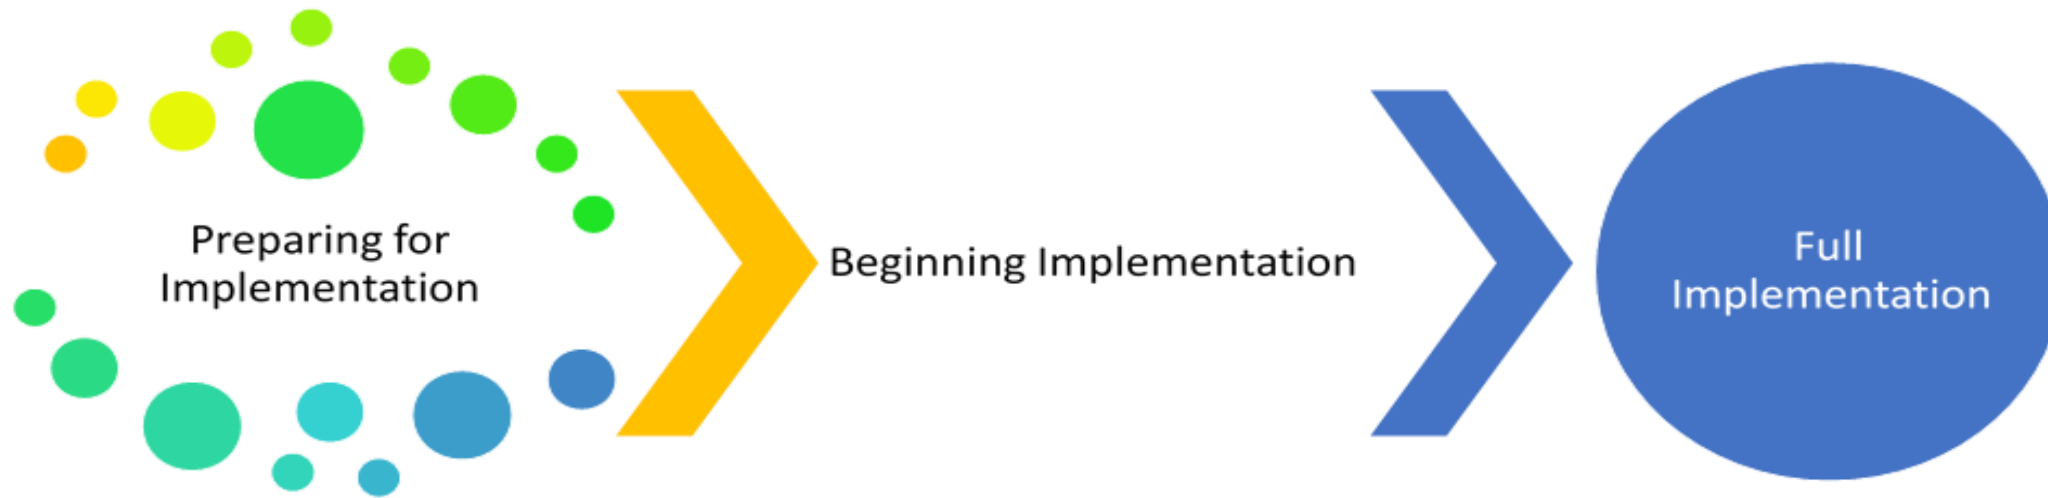 Preparing for
Implementation
Beginning Implementation
Full
Implementation